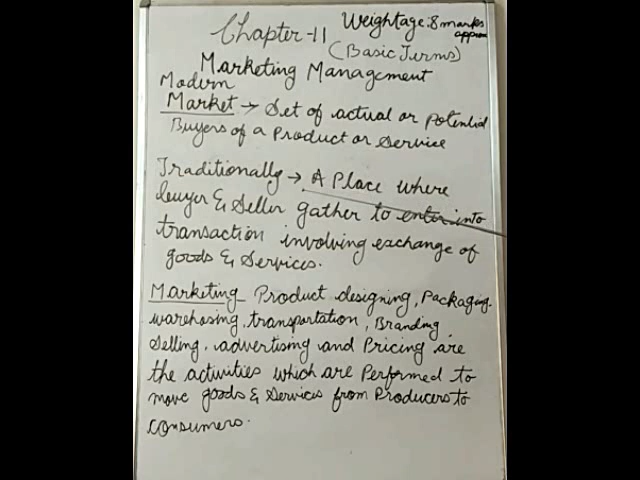 Chapter-11 Weightage: 8 marks approx
(Basic Terms)
Marketing Management
Modern
Market → Set of actual or potential
Buyers of a Product or Service
Traditionally → A Place where
buyer & Seller gather to enter into
transaction involving exchange of
goods & Services.
Marketing Product designing, Packaging,
warehosing, transportation, Branding
Selling, advertising and Pricing are
the activities which are Performed to
move goods & Services from Producers to
consumers.